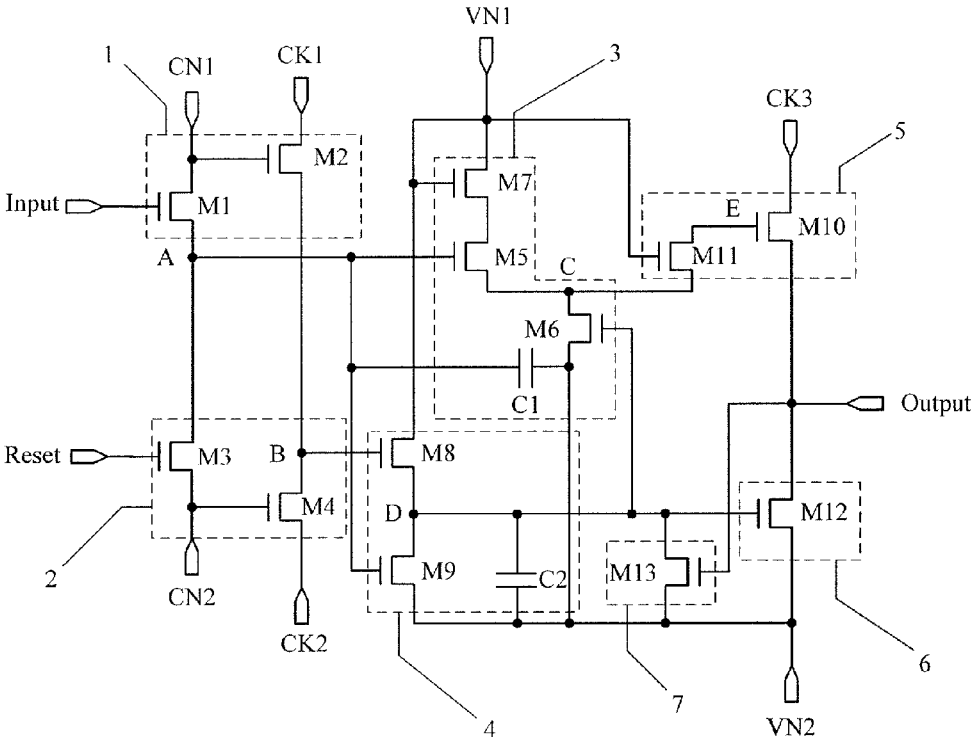 VN1
1
CK1
3
CN1
CK3
5
M2
M7
Input
M1
E
M10
A
M5
C
M11
M6
C1
Output
Reset
M3
B
M8
M4
D
M12
2
M9
C2
M13
CN2
CK2
6
7
4
VN2